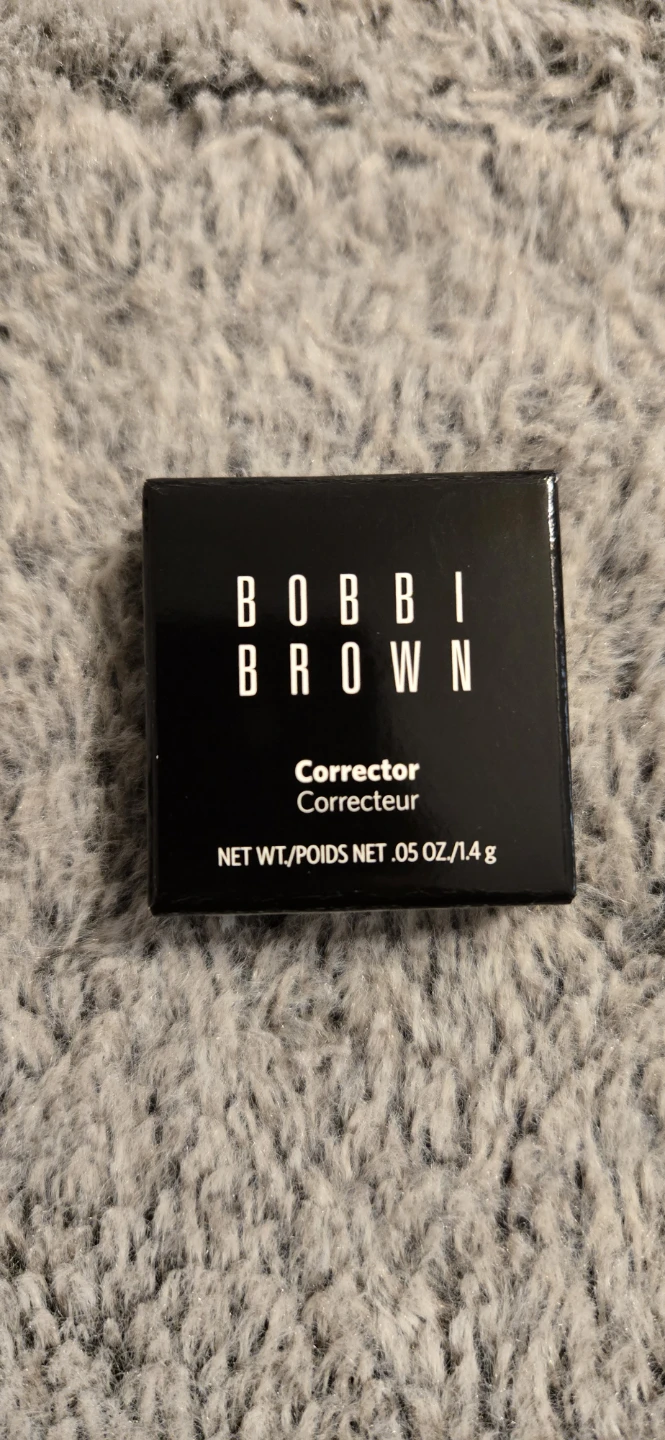 BOBBI
BROWN
Corrector
Correcteur
NET WT./POIDS NET .05 OZ./1.4 g